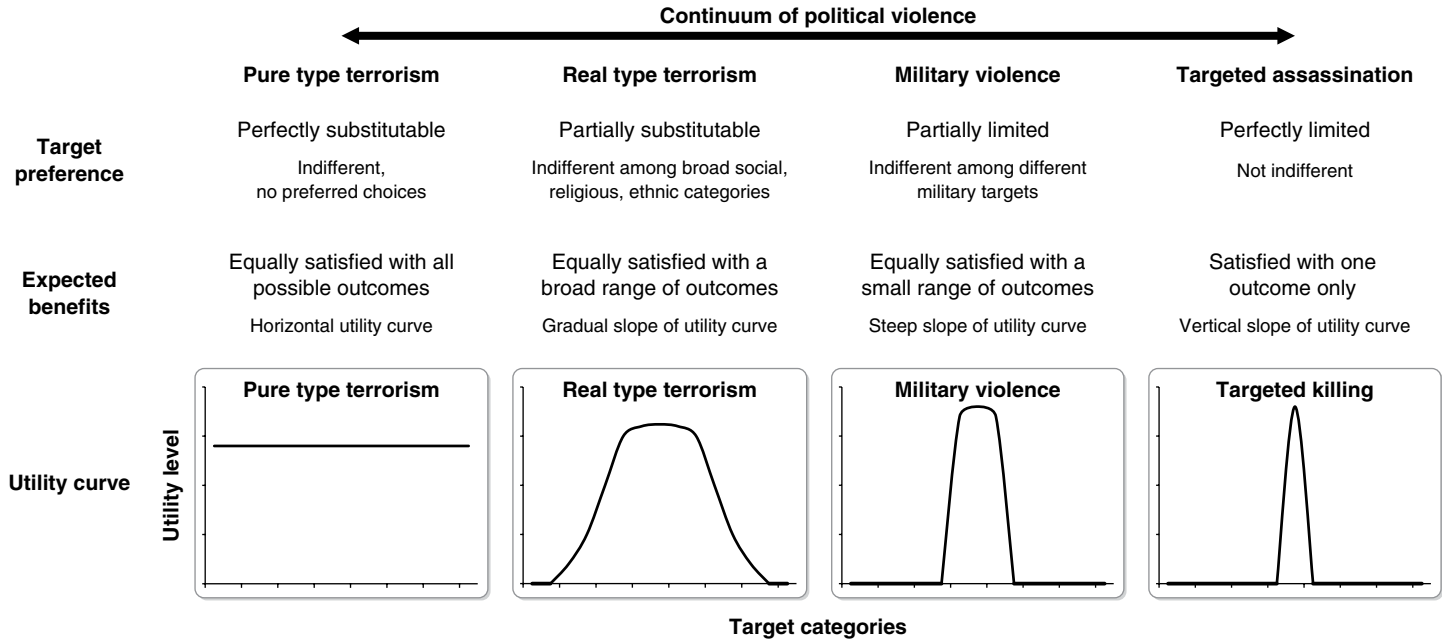 Continuum of political violence
Pure type terrorism
Real type terrorism
Military violence
Targeted assassination
Target
preference
Perfectly substitutable
Indifferent,
no preferred choices
Partially substitutable
Indifferent among broad social,
religious, ethnic categories
Partially limited
Indifferent among different
military targets
Perfectly limited
Not indifferent
Expected
benefits
Equally satisfied with all
possible outcomes
Horizontal utility curve
Equally satisfied with a
broad range of outcomes
Gradual slope of utility curve
Equally satisfied with a
small range of outcomes
Steep slope of utility curve
Satisfied with one
outcome only
Vertical slope of utility curve
Utility curve
Utility level
Pure type terrorism
Real type terrorism
Military violence
Targeted killing
Target categories